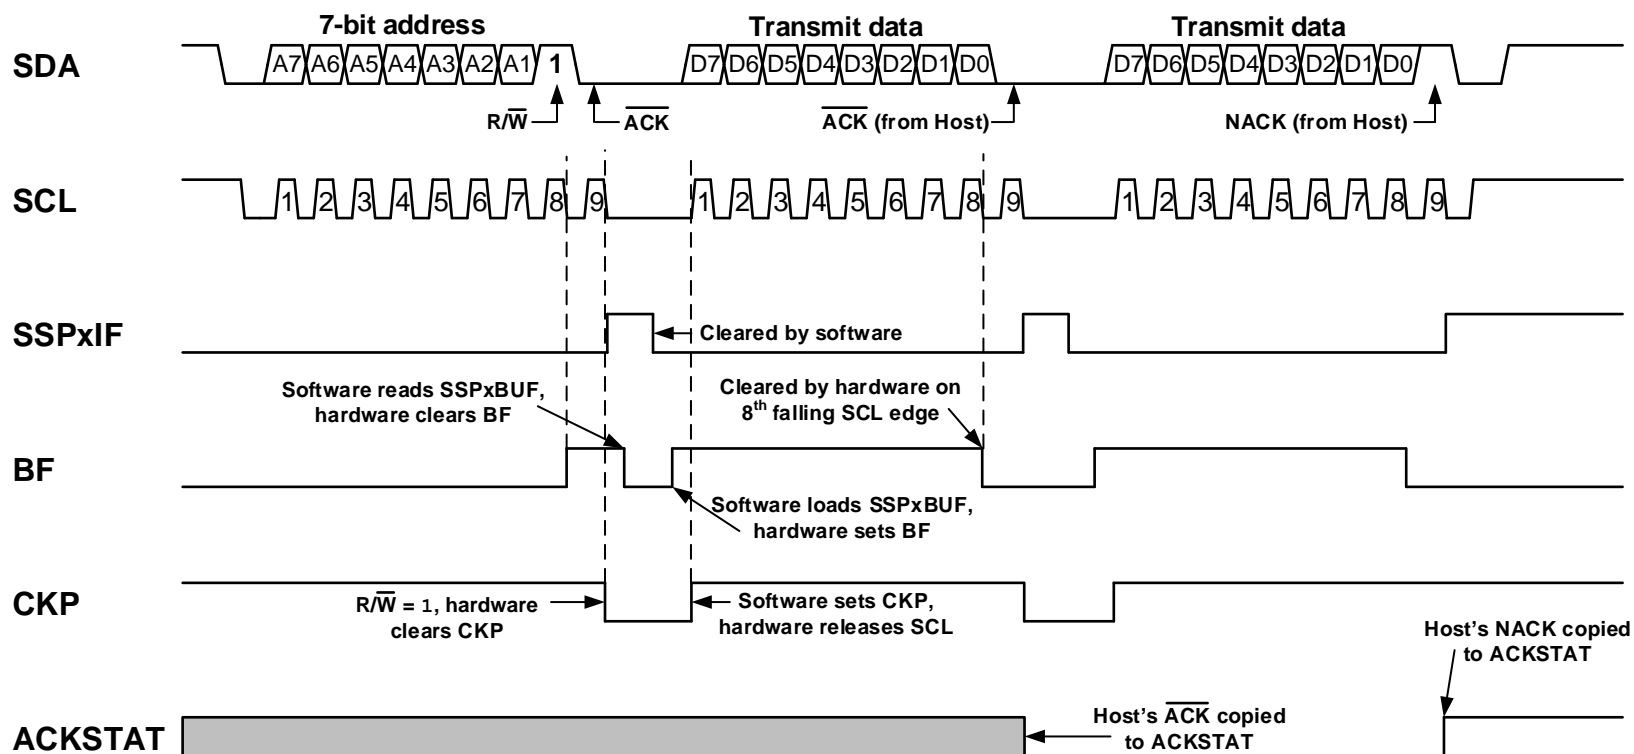 7-bit address
Transmit data
Transmit data
SDA
A7 A6 A5 A4 A3 A2 A1 1
D7 D6 D5 D4 D3 D2 D1 D0
D7 D6 D5 D4 D3 D2 D1 D0
R/W̅
A̅C̅K̅
A̅C̅K̅ (from Host)
NACK (from Host)
SCL
1 2 3 4 5 6 7 8 9
1 2 3 4 5 6 7 8 9
1 2 3 4 5 6 7 8 9
SSPxIF
Cleared by software
Software reads SSPxBUF,
hardware clears BF
Cleared by hardware on
8th falling SCL edge
BF
Software loads SSPxBUF,
hardware sets BF
CKP
R/W̅ = 1, hardware
clears CKP
Software sets CKP,
hardware releases SCL
Host's NACK copied
to ACKSTAT
ACKSTAT
Host's A̅C̅K̅ copied
to ACKSTAT